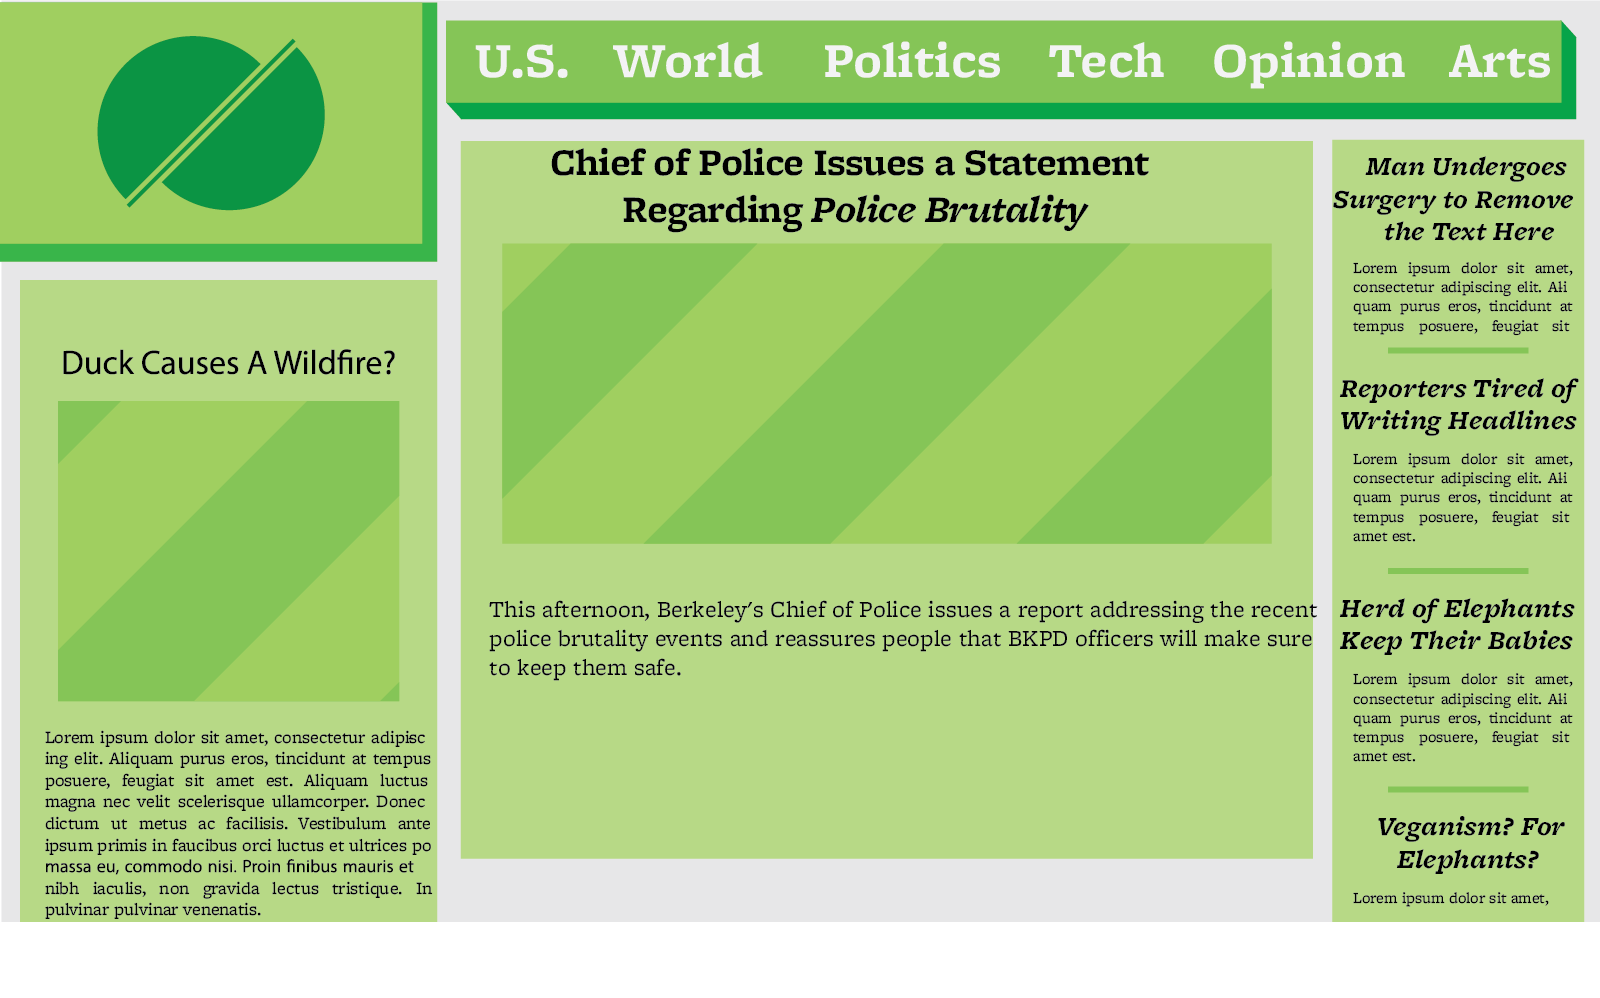 U.S. World Politics Tech Opinion Arts
Duck Causes A Wildfire?
Lorem ipsum dolor sit amet, consectetur adipisc
ing elit. Aliquam purus eros, tincidunt at tempus
posuere, feugiat sit amet est. Aliquam luctus
magna nec velit scelerisque ullamcorper. Donec
dictum ut metus ac facilisis. Vestibulum ante
ipsum primis in faucibus orci luctus et ultrices po
massa eu, commodo nisi. Proin finibus mauris et
nibh iaculis, non gravida lectus tristique. In
pulvinar pulvinar venenatis.
Chief of Police Issues a Statement
Regarding Police Brutality
This afternoon, Berkeley's Chief of Police issues a report addressing the recent
police brutality events and reassures people that BKPD officers will make sure
to keep them safe.
Man Undergoes
Surgery to Remove
the Text Here
Lorem ipsum dolor sit amet,
consectetur adipiscing elit. Ali
quam purus eros, tincidunt at
tempus posuere, feugiat sit
Reporters Tired of
Writing Headlines
Lorem ipsum dolor sit amet,
consectetur adipiscing elit. Ali
quam purus eros, tincidunt at
tempus posuere, feugiat sit
amet est.
Herd of Elephants
Keep Their Babies
Lorem ipsum dolor sit amet,
consectetur adipiscing elit. Ali
quam purus eros, tincidunt at
tempus posuere, feugiat sit
amet est.
Veganism? For
Elephants?
Lorem ipsum dolor sit amet,